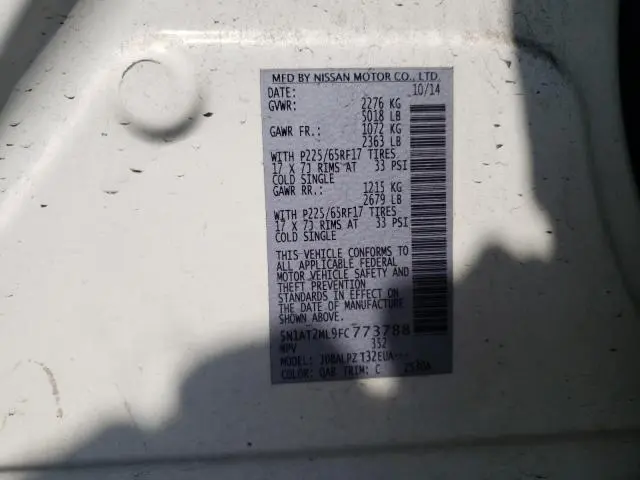 MFD BY NISSAN MOTOR CO., LTD.
DATE: 10/14
GVWR: 2276 KG
5018 LB
GAWR FR.: 1072 KG
2363 LB
WITH P225/65RF17 TIRES
17 X 7J RIMS AT 33 PSI
COLD SINGLE
GAWR RR.: 1215 KG
2679 LB
WITH P225/65RF17 TIRES
17 X 7J RIMS AT 33 PSI
COLD SINGLE
THIS VEHICLE CONFORMS TO
ALL APPLICABLE FEDERAL
MOTOR VEHICLE SAFETY AND
THEFT PREVENTION
STANDARDS IN EFFECT ON THE
DATE OF MANUFACTURE
SHOWN ABOVE.
5N1AT2ML9FC773788
MPV 352
MODEL:
COLOR: QAB TRIM: C